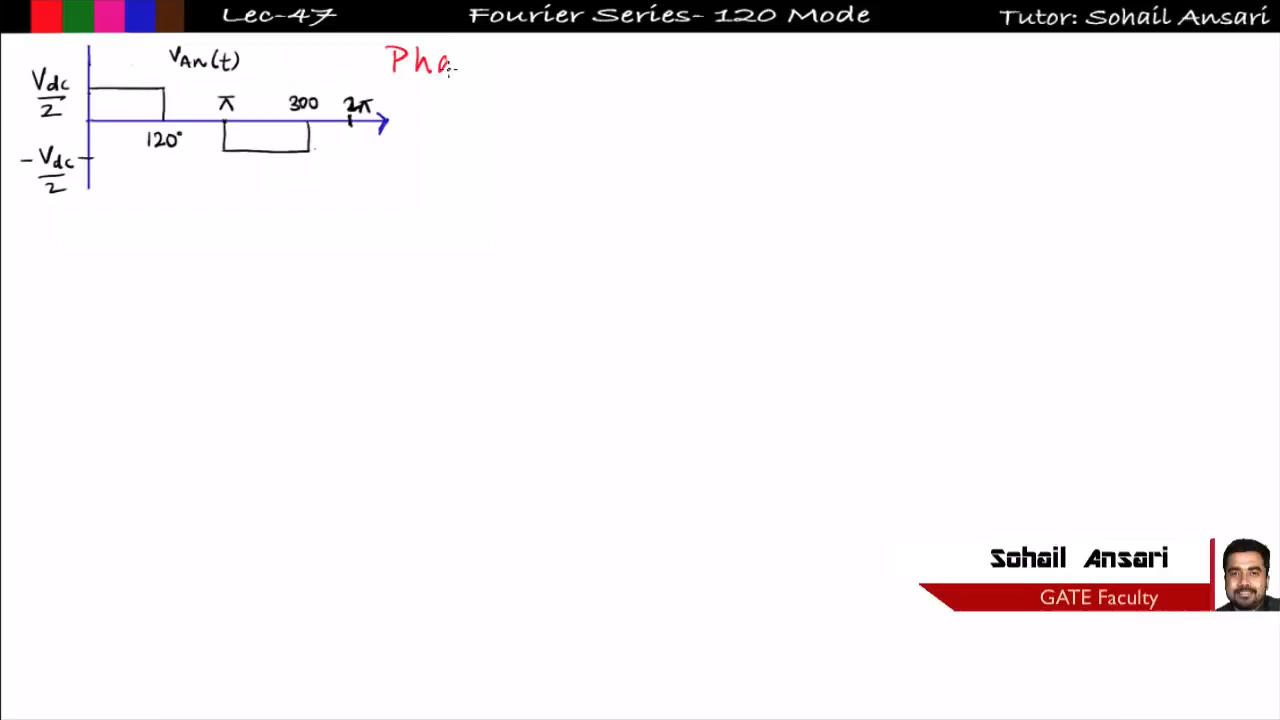 Lec-47 Fourier Series- 120 Mode Tutor: Sohail Ansari
Vdc/2
VAn(t)
Pha
π 300 2π
120°
-Vdc/2
Sohail Ansari
GATE Faculty